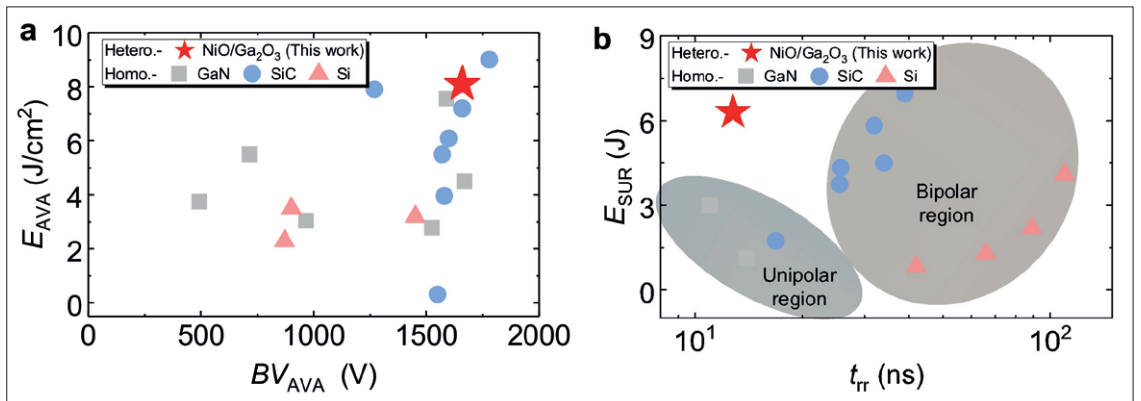 a
10
8
6
4
2
0
E_AVA (J/cm²)
Hetero.- NiO/Ga₂O₃ (This work)
Homo.- GaN SiC Si
0 500 1000 1500 2000
BV_AVA (V)
b
9
6
3
0
E_SUR (J)
Hetero.- NiO/Ga₂O₃ (This work)
Homo.- GaN SiC Si
Bipolar
region
Unipolar
region
10¹ 10²
t_rr (ns)